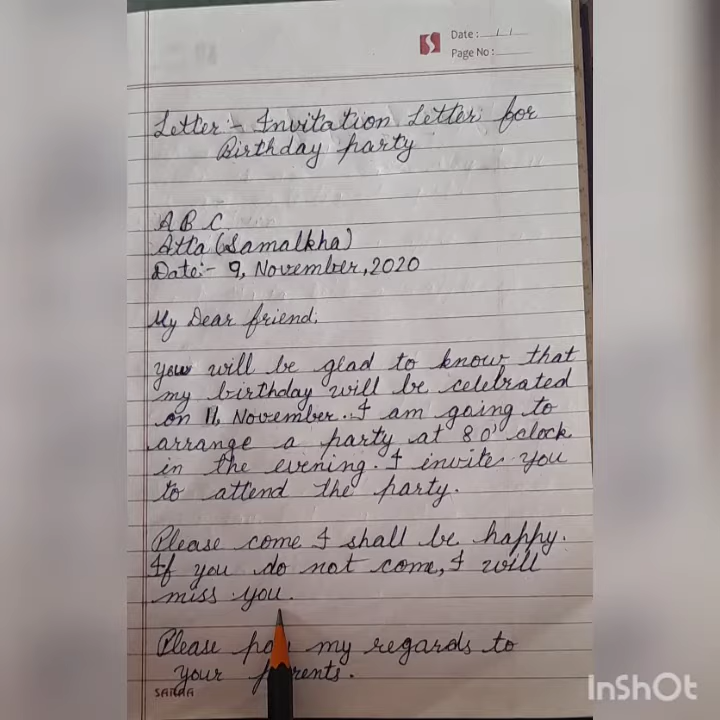 Date : / /
Page No :
Letter:- Invitation Letter for
Birthday party
A B C
Atta (Samalkha)
Date:- 9, November, 2020
My Dear friend,
you will be glad to know that
my birthday will be celebrated
on 11, November. I am going to
arrange a party at 8 0' clock
in the evening. I invite you
to attend the party.
Please come I shall be happy.
If you do not come, I will
miss you.
Please my regards to
your
SARDA
InShOt